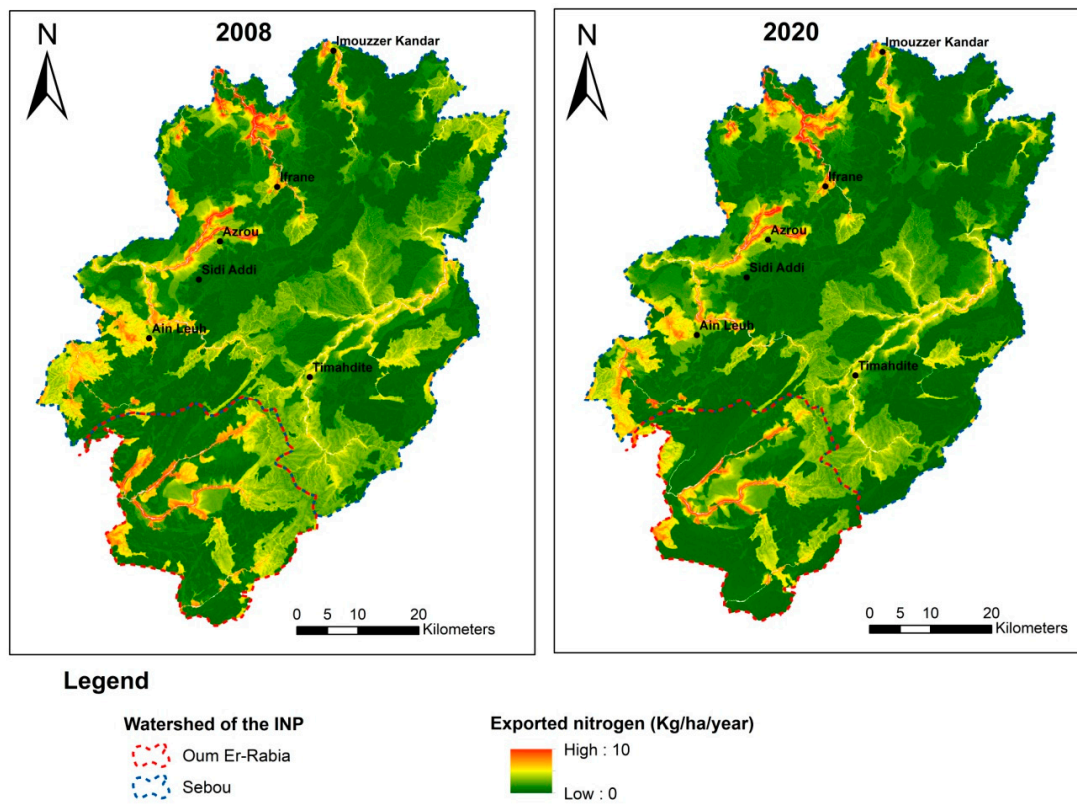 2008
N
Imouzzer Kandar
Ifrane
Azrou
Sidi Addi
Ain Leuh
Timahdite
0 5 10 20
Kilometers
2020
N
Imouzzer Kandar
Ifrane
Azrou
Sidi Addi
Ain Leuh
Timahdite
0 5 10 20
Kilometers
Legend
Watershed of the INP
Oum Er-Rabia
Sebou
Exported nitrogen (Kg/ha/year)
High : 10
Low : 0